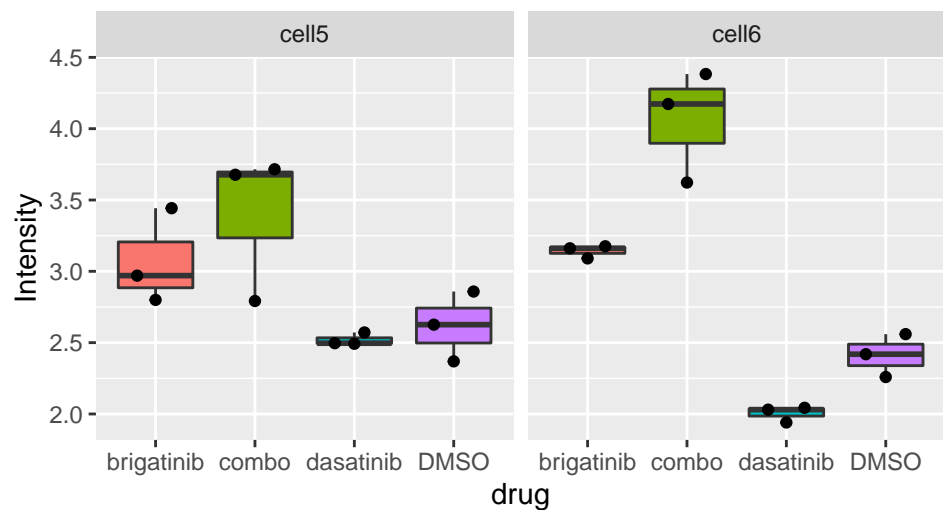 cell5 cell6
Intensity
4.5
4.0
3.5
3.0
2.5
2.0
brigatinib combo dasatinib DMSO brigatinib combo dasatinib DMSO
drug